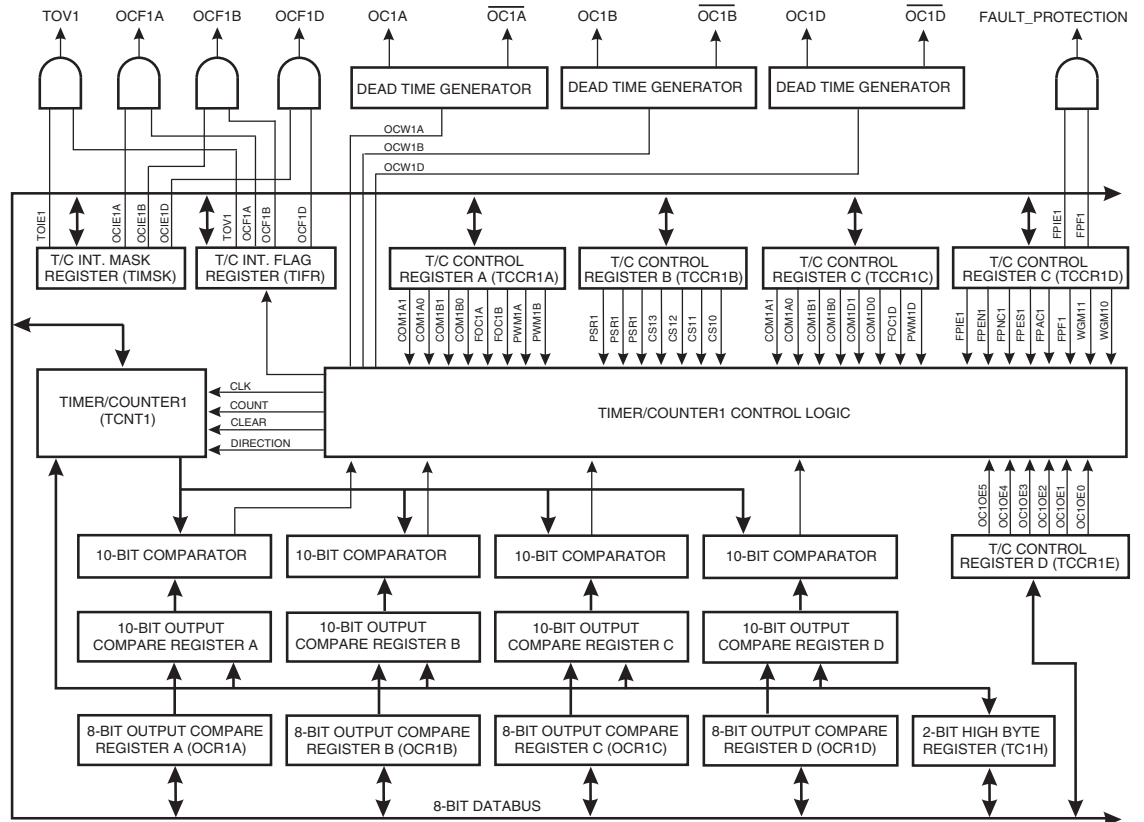 TOV1 OCF1A OCF1B OCF1D OC1A OC1A OC1B OC1B OC1D OC1D FAULT_PROTECTION
DEAD TIME GENERATOR DEAD TIME GENERATOR DEAD TIME GENERATOR
OCW1A
OCW1B
OCW1D
TOIE1 OCIE1A OCIE1B OCIE1D TOV1 OCF1A OCF1B OCF1D FPIE1 FPF1
T/C INT. MASK
REGISTER (TIMSK)
T/C INT. FLAG
REGISTER (TIFR)
T/C CONTROL
REGISTER A (TCCR1A)
T/C CONTROL
REGISTER B (TCCR1B)
T/C CONTROL
REGISTER C (TCCR1C)
T/C CONTROL
REGISTER C (TCCR1D)
COM1A1 COM1A0 COM1B1 COM1B0 FOC1A FOC1B PWM1A PWM1B
PSR1 PSR1 PSR1 CS13 CS12 CS11 CS10
COM1A1 COM1A0 COM1B1 COM1B0 COM1D1 COM1D0 FOC1D PWM1D
FPIE1 FPEN1 FPNC1 FPES1 FPAC1 FPF1 WGM11 WGM10
TIMER/COUNTER1
(TCNT1)
CLK
COUNT
CLEAR
DIRECTION
TIMER/COUNTER1 CONTROL LOGIC
OC1OE5 OC1OE4 OC1OE3 OC1OE2 OC1OE1 OC1OE0
10-BIT COMPARATOR 10-BIT COMPARATOR 10-BIT COMPARATOR 10-BIT COMPARATOR
T/C CONTROL
REGISTER D (TCCR1E)
10-BIT OUTPUT
COMPARE REGISTER A
10-BIT OUTPUT
COMPARE REGISTER B
10-BIT OUTPUT
COMPARE REGISTER C
10-BIT OUTPUT
COMPARE REGISTER D
8-BIT OUTPUT COMPARE
REGISTER A (OCR1A)
8-BIT OUTPUT COMPARE
REGISTER B (OCR1B)
8-BIT OUTPUT COMPARE
REGISTER C (OCR1C)
8-BIT OUTPUT COMPARE
REGISTER D (OCR1D)
2-BIT HIGH BYTE
REGISTER (TC1H)
8-BIT DATABUS